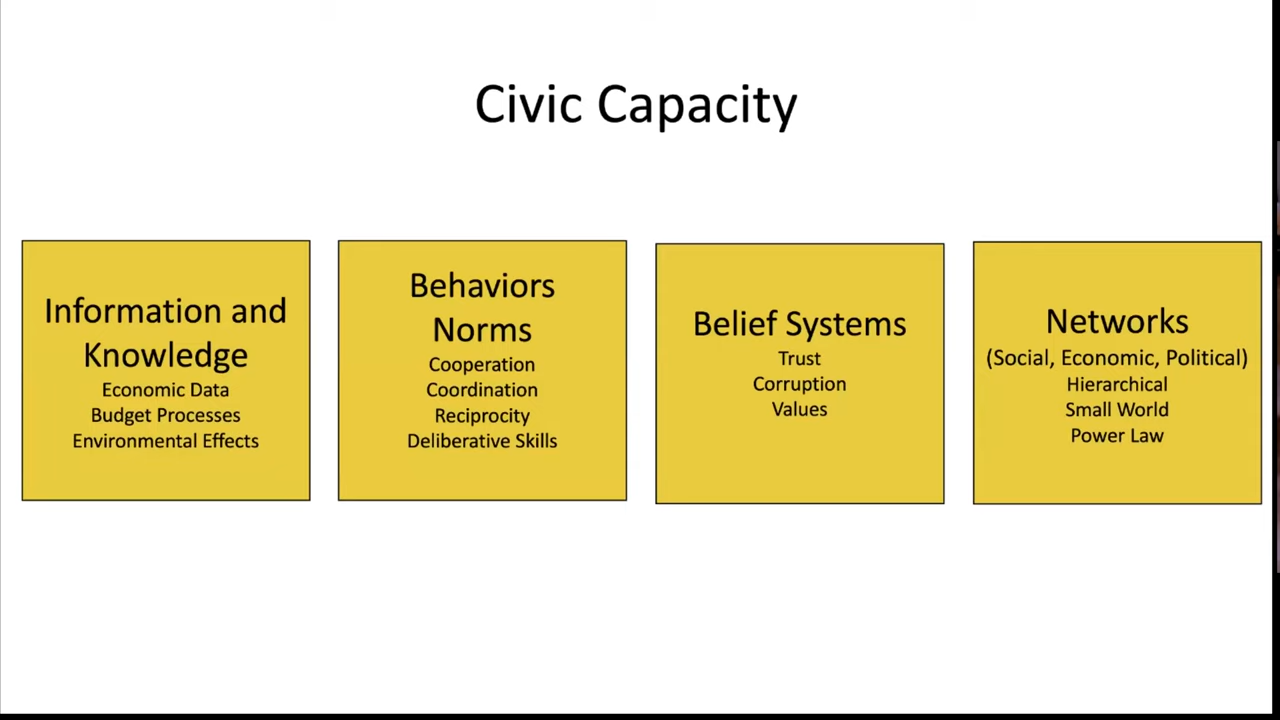 Civic Capacity
Information and
Knowledge
Economic Data
Budget Processes
Environmental Effects
Behaviors
Norms
Cooperation
Coordination
Reciprocity
Deliberative Skills
Belief Systems
Trust
Corruption
Values
Networks
(Social, Economic, Political)
Hierarchical
Small World
Power Law